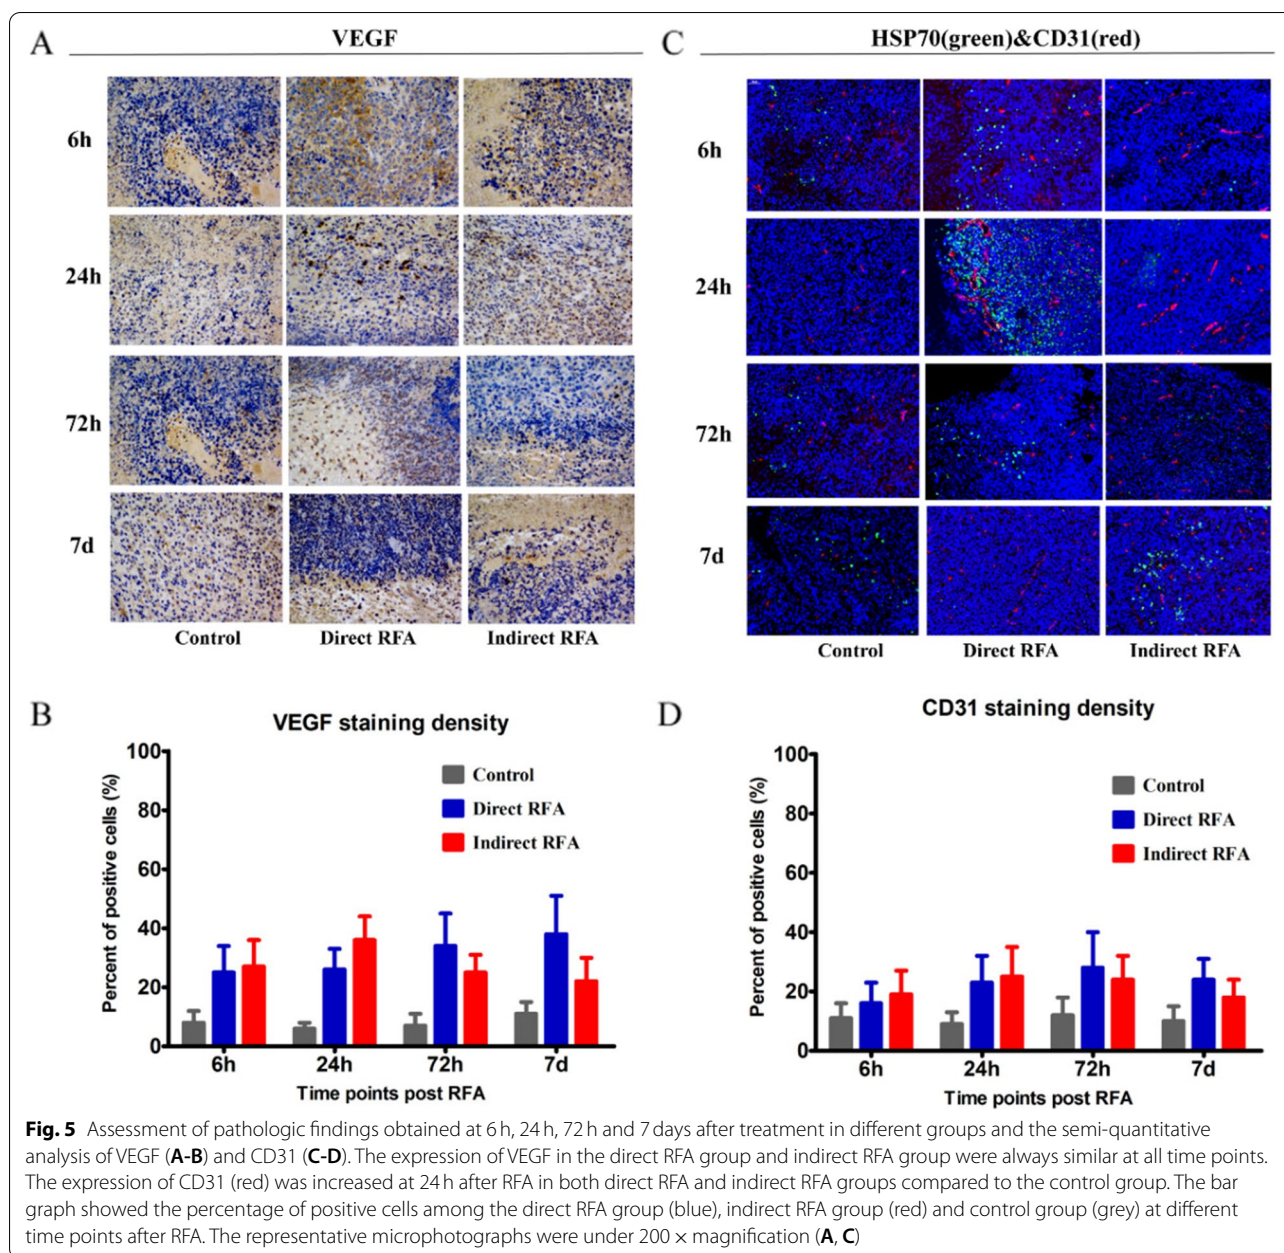 A
VEGF
6h
24h
72h
7d
Control Direct RFA Indirect RFA
C
HSP70(green)&CD31(red)
6h
24h
72h
7d
Control Direct RFA Indirect RFA
B
VEGF staining density
Percent of positive cells (%)
100
80
60
40
20
0
Control
Direct RFA
Indirect RFA
6h 24h 72h 7d
Time points post RFA
D
CD31 staining density
Percent of positive cells (%)
100
80
60
40
20
0
Control
Direct RFA
Indirect RFA
6h 24h 72h 7d
Time points post RFA
Fig. 5 Assessment of pathologic findings obtained at 6 h, 24 h, 72 h and 7 days after treatment in different groups and the semi-quantitative
analysis of VEGF (A-B) and CD31 (C-D). The expression of VEGF in the direct RFA group and indirect RFA group were always similar at all time points.
The expression of CD31 (red) was increased at 24 h after RFA in both direct RFA and indirect RFA groups compared to the control group. The bar
graph showed the percentage of positive cells among the direct RFA group (blue), indirect RFA group (red) and control group (grey) at different
time points after RFA. The representative microphotographs were under 200 × magnification (A, C)